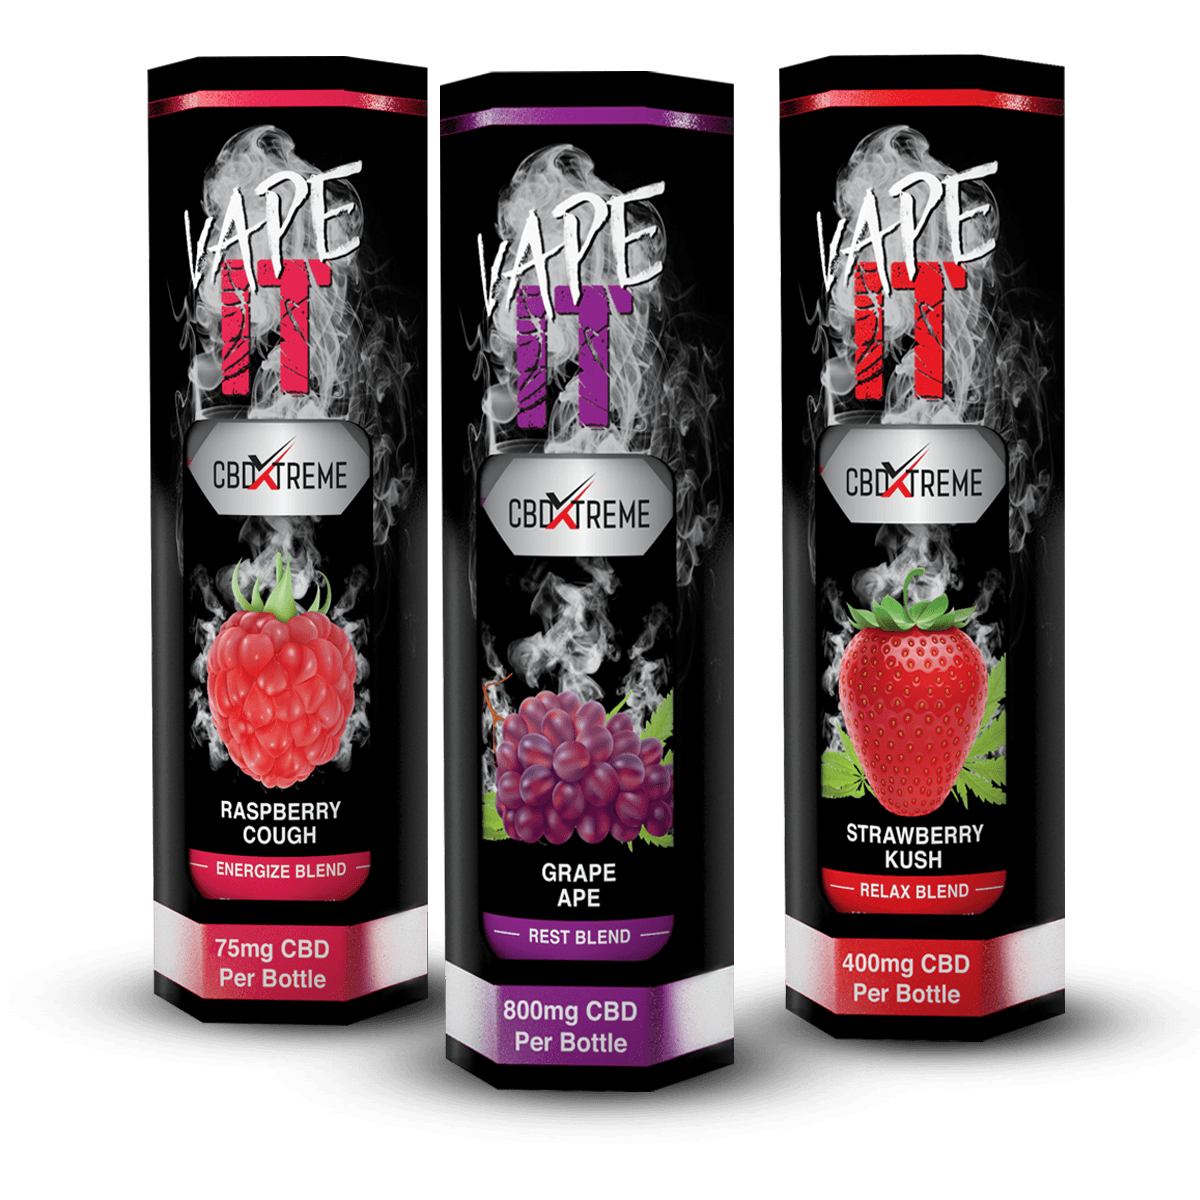 VAPE
IT
CBDXTREME
RASPBERRY
COUGH
ENERGIZE BLEND
75mg CBD
Per Bottle
VAPE
IT
CBDXTREME
GRAPE
APE
REST BLEND
800mg CBD
Per Bottle
VAPE
IT
CBDXTREME
STRAWBERRY
KUSH
RELAX BLEND
400mg CBD
Per Bottle